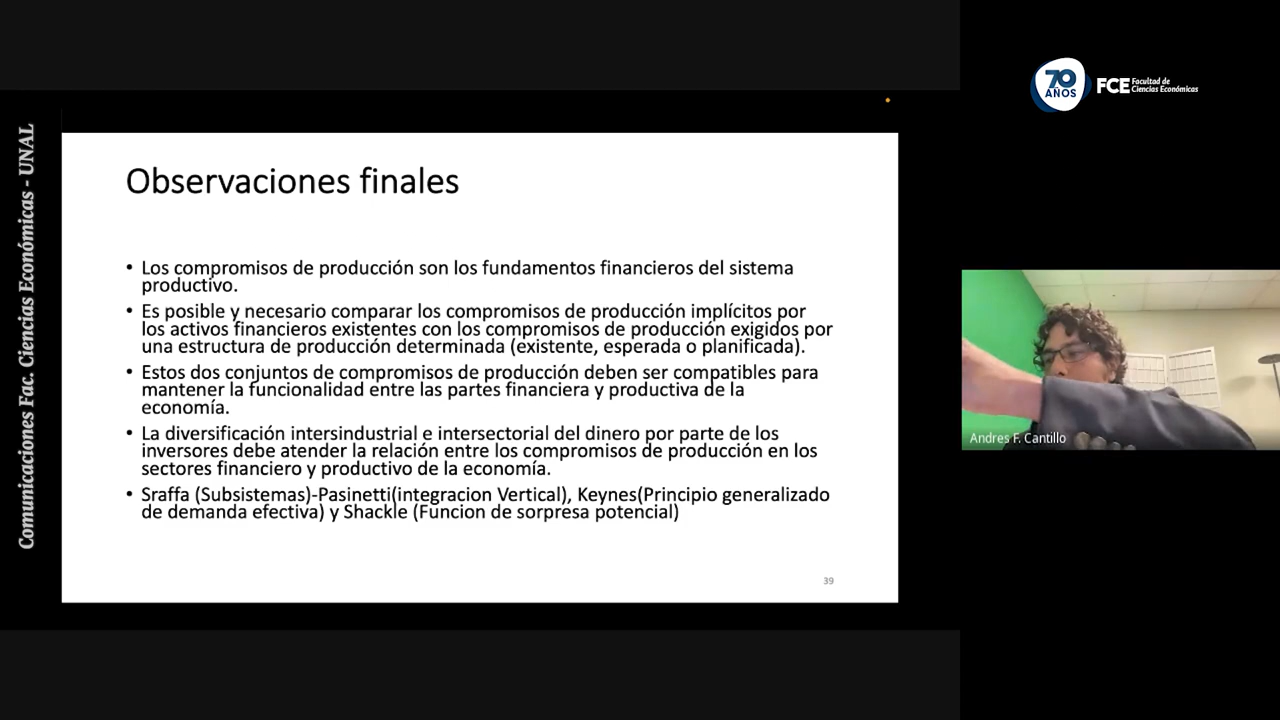 Comunicaciones Fac. Ciencias Económicas - UNAL
Observaciones finales
• Los compromisos de producción son los fundamentos financieros del sistema
productivo.
• Es posible y necesario comparar los compromisos de producción implícitos por
los activos financieros existentes con los compromisos de producción exigidos por
una estructura de producción determinada (existente, esperada o planificada).
• Estos dos conjuntos de compromisos de producción deben ser compatibles para
mantener la funcionalidad entre las partes financiera y productiva de la
economía.
• La diversificación intersindustrial e intersectorial del dinero por parte de los
inversores debe atender la relación entre los compromisos de producción en los
sectores financiero y productivo de la economía.
• Sraffa (Subsistemas)-Pasinetti(integracion Vertical), Keynes(Principio generalizado
de demanda efectiva) y Shackle (Funcion de sorpresa potencial)
39
70
AÑOS
FCE
Facultad de
Ciencias Económicas
Andres F. Cantillo